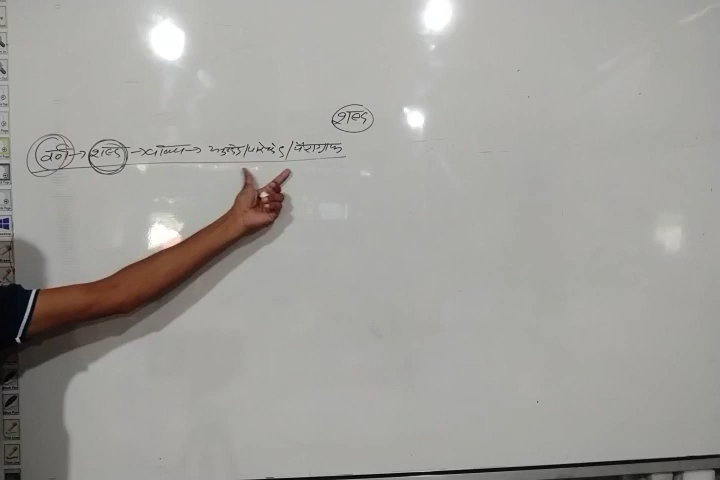 शब्द
वर्ण → शब्द → वाक्य → अनुच्छेद/परिच्छेद/पैराग्राफ